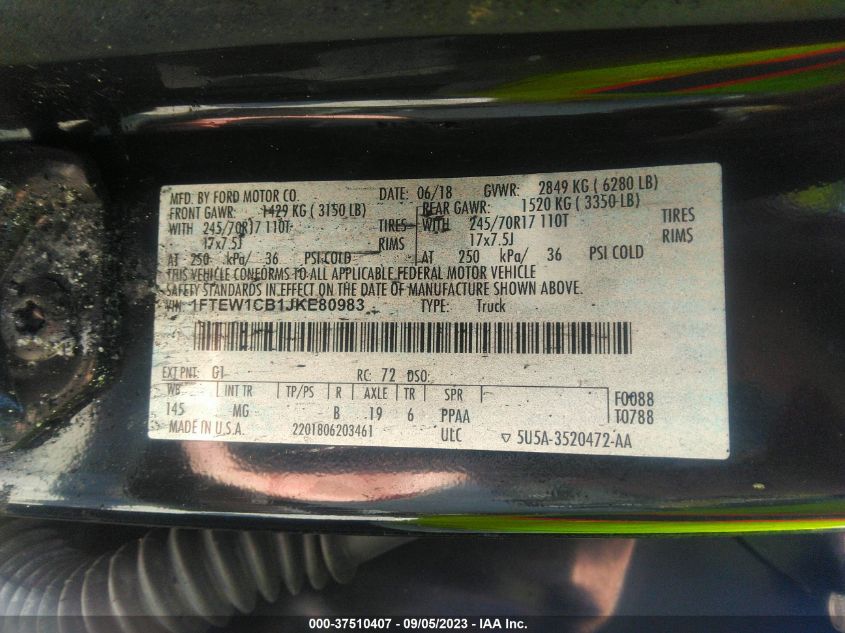 MFD. BY FORD MOTOR CO. DATE: 06/18 GVWR: 2849 KG ( 6280 LB)
FRONT GAWR: 1429 KG ( 3150 LB) REAR GAWR: 1520 KG ( 3350 LB)
WITH 245/70R17 110T TIRES WITH 245/70R17 110T TIRES
17x7.5J RIMS 17x7.5J RIMS
AT 250 kPa/ 36 PSI COLD AT 250 kPa/ 36 PSI COLD
THIS VEHICLE CONFORMS TO ALL APPLICABLE FEDERAL MOTOR VEHICLE
SAFETY STANDARDS IN EFFECT ON THE DATE OF MANUFACTURE SHOWN ABOVE.
VIN: 1FTEW1CB1JKE80983 TYPE: Truck
EXT PNT: G1 RC: 72 DSO:
WB INT TR TP/PS R AXLE TR SPR F0088
145 MG B 19 6 PPAA T0788
MADE IN U.S.A. 2201806203461 ULC ▽ 5U5A-3520472-AA
000-37510407 - 09/05/2023 - IAA Inc.